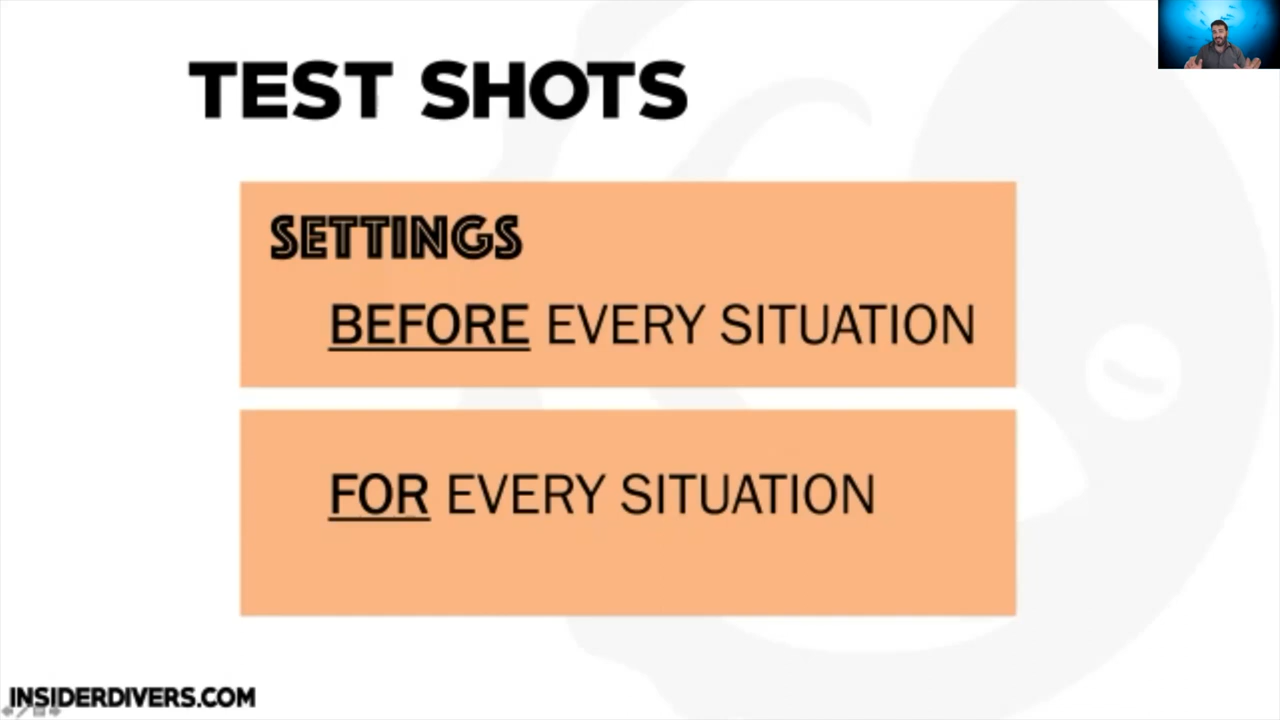 TEST SHOTS
SETTINGS
BEFORE EVERY SITUATION
FOR EVERY SITUATION
INSIDERDIVERS.COM